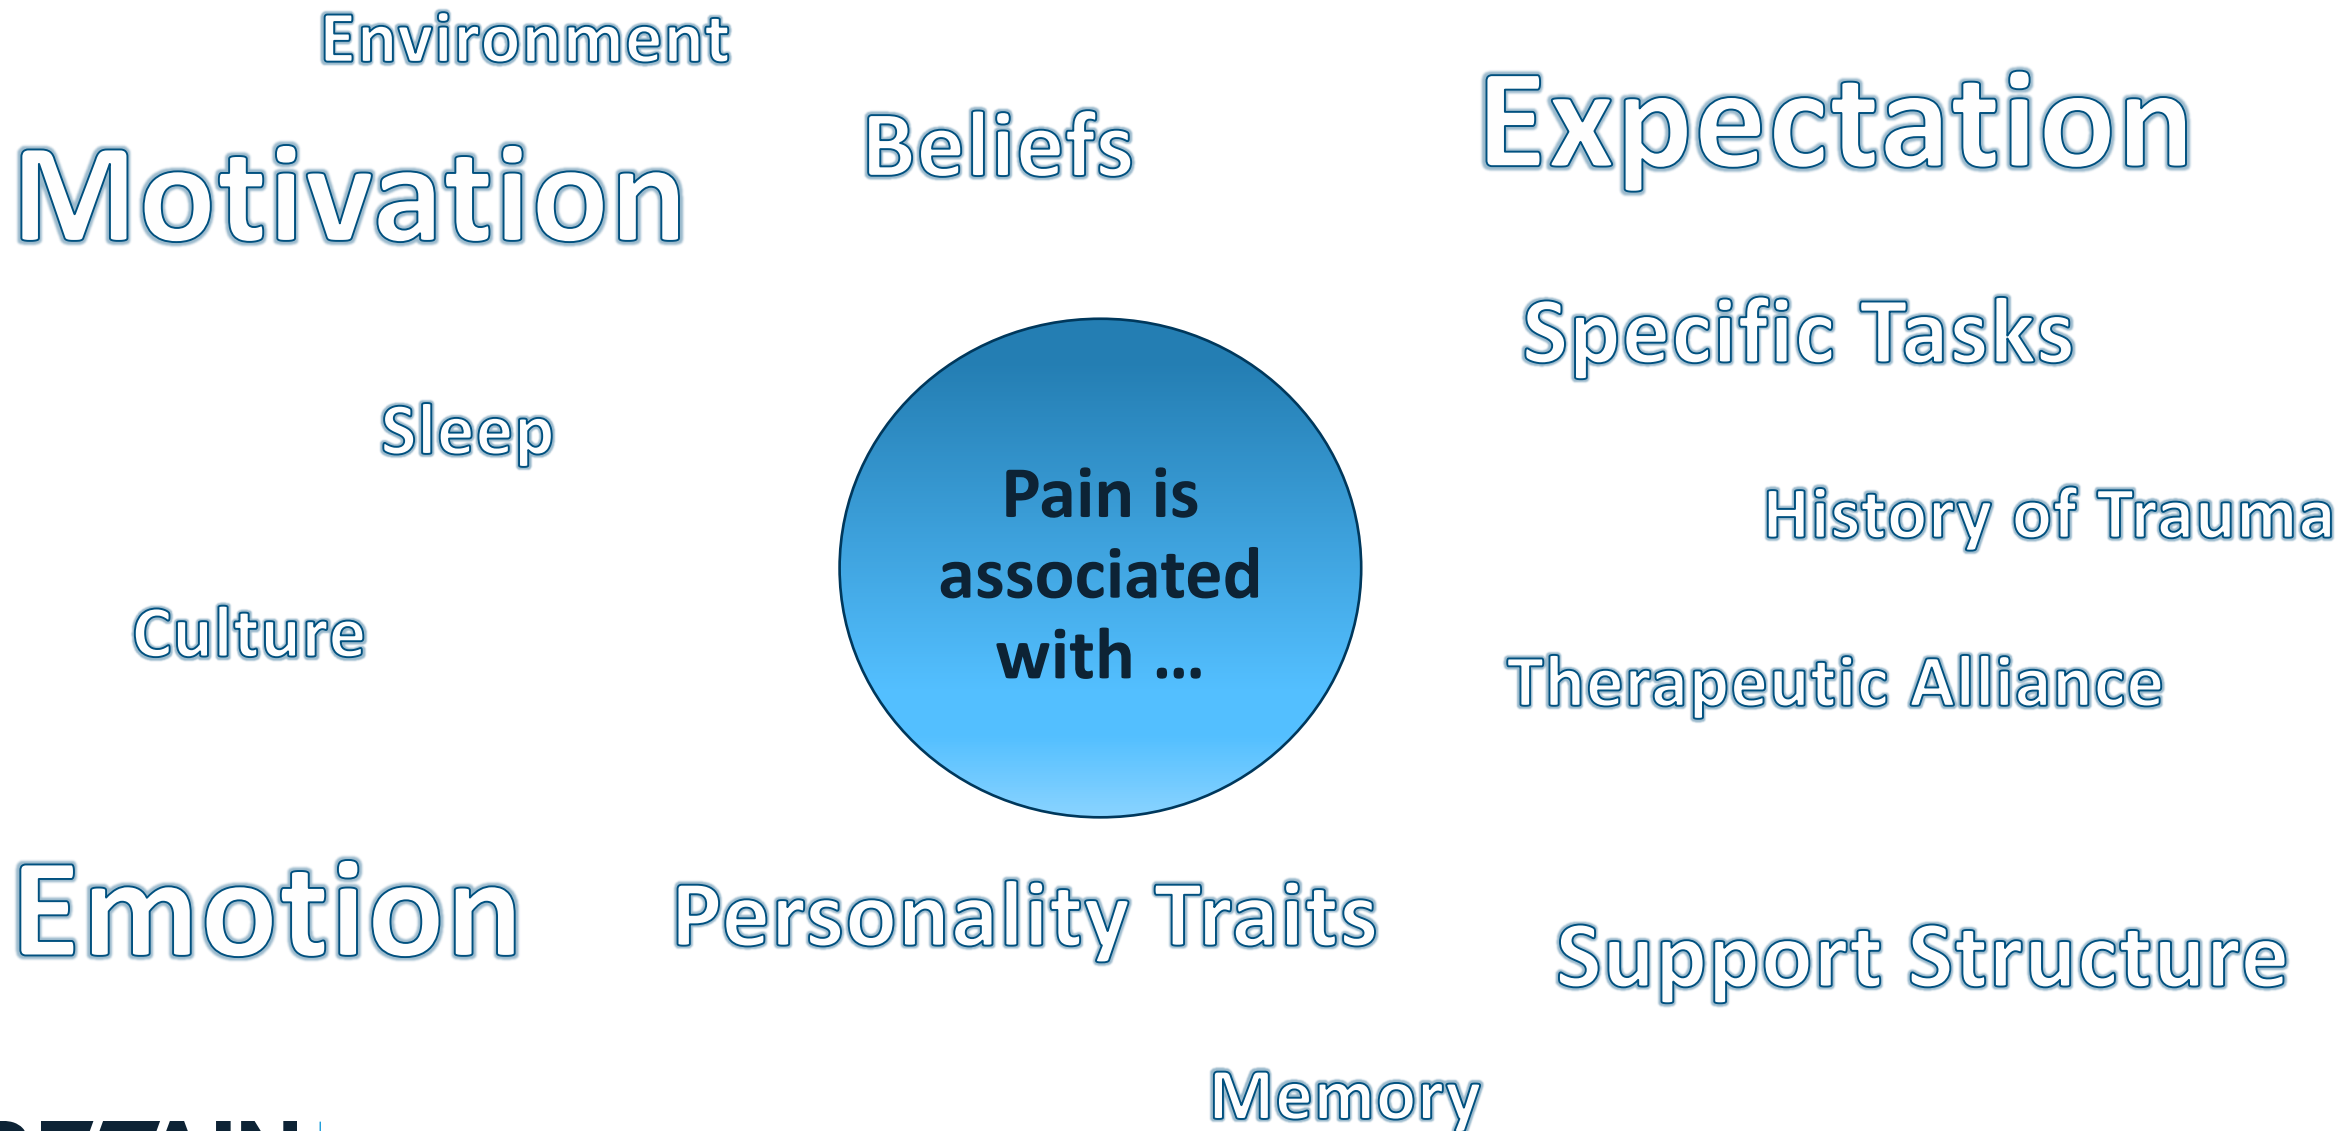 Environment
Expectation
Beliefs
Motivation
Specific Tasks
Sleep
Pain is
associated
with ...
History of Trauma
Culture
Therapeutic Alliance
Emotion
Personality Traits
Support Structure
Memory